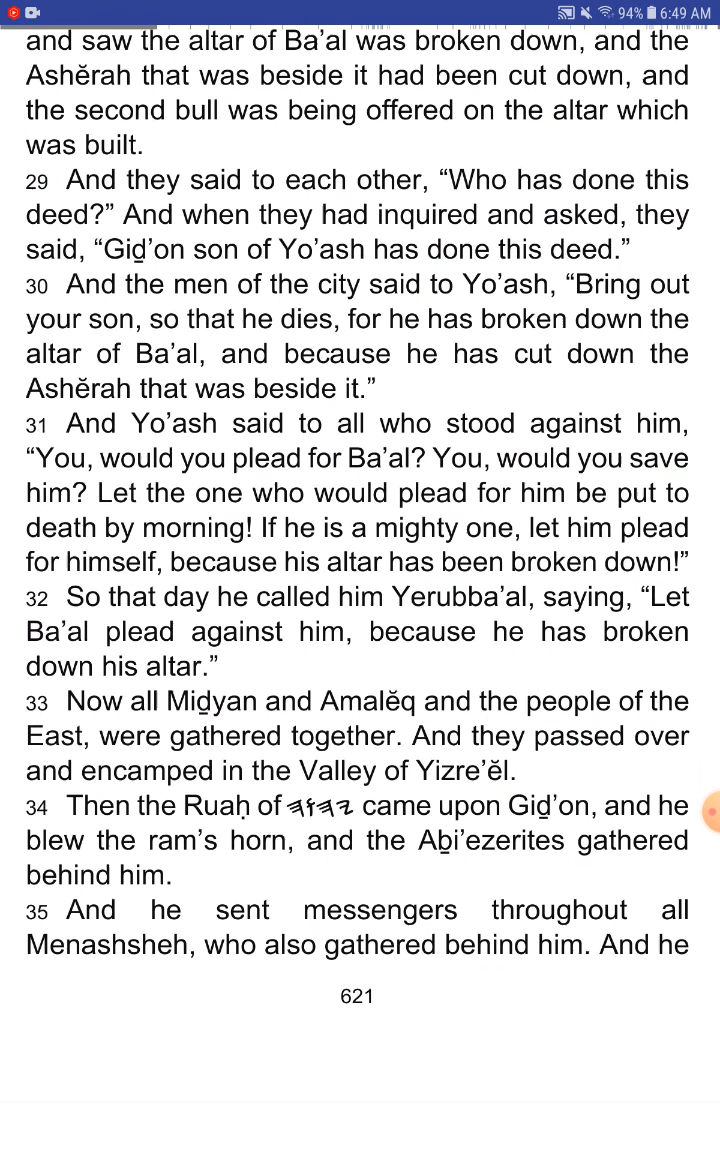 94% 6:49 AM
and saw the altar of Ba’al was broken down, and the
Ashĕrah that was beside it had been cut down, and
the second bull was being offered on the altar which
was built.
29 And they said to each other, “Who has done this
deed?” And when they had inquired and asked, they
said, “Giḏ’on son of Yo’ash has done this deed.”
30 And the men of the city said to Yo’ash, “Bring out
your son, so that he dies, for he has broken down the
altar of Ba’al, and because he has cut down the
Ashĕrah that was beside it.”
31 And Yo’ash said to all who stood against him,
“You, would you plead for Ba’al? You, would you save
him? Let the one who would plead for him be put to
death by morning! If he is a mighty one, let him plead
for himself, because his altar has been broken down!”
32 So that day he called him Yerubba’al, saying, “Let
Ba’al plead against him, because he has broken
down his altar.”
33 Now all Miḏyan and Amalĕq and the people of the
East, were gathered together. And they passed over
and encamped in the Valley of Yizre’ĕl.
34 Then the Ruaḥ of 𐤉𐤄𐤅𐤄 came upon Giḏ’on, and he
blew the ram’s horn, and the Aḇi’ezerites gathered
behind him.
35 And he sent messengers throughout all
Menashsheh, who also gathered behind him. And he
621